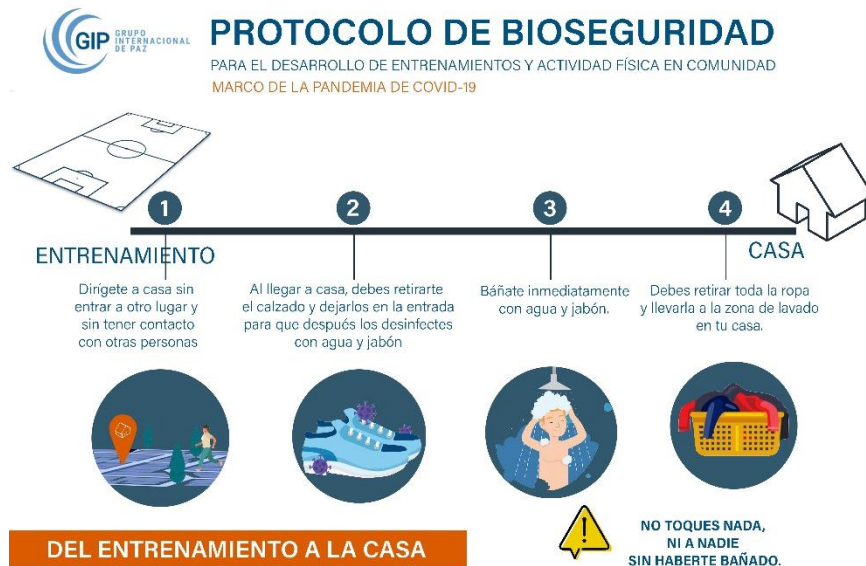 GIP GRUPO
INTERNACIONAL
DE PAZ
PROTOCOLO DE BIOSEGURIDAD
PARA EL DESARROLLO DE ENTRENAMIENTOS Y ACTIVIDAD FÍSICA EN COMUNIDAD
MARCO DE LA PANDEMIA DE COVID-19
1
2
3
4
ENTRENAMIENTO
CASA
Dirígete a casa sin
entrar a otro lugar y
sin tener contacto
con otras personas
Al llegar a casa, debes retirarte
el calzado y dejarlos en la entrada
para que después los desinfectes
con agua y jabón
Báñate inmediatamente
con agua y jabón.
Debes retirar toda la ropa
y llevarla a la zona de lavado
en tu casa.
DEL ENTRENAMIENTO A LA CASA
NO TOQUES NADA,
NI A NADIE
SIN HABERTE BAÑADO.